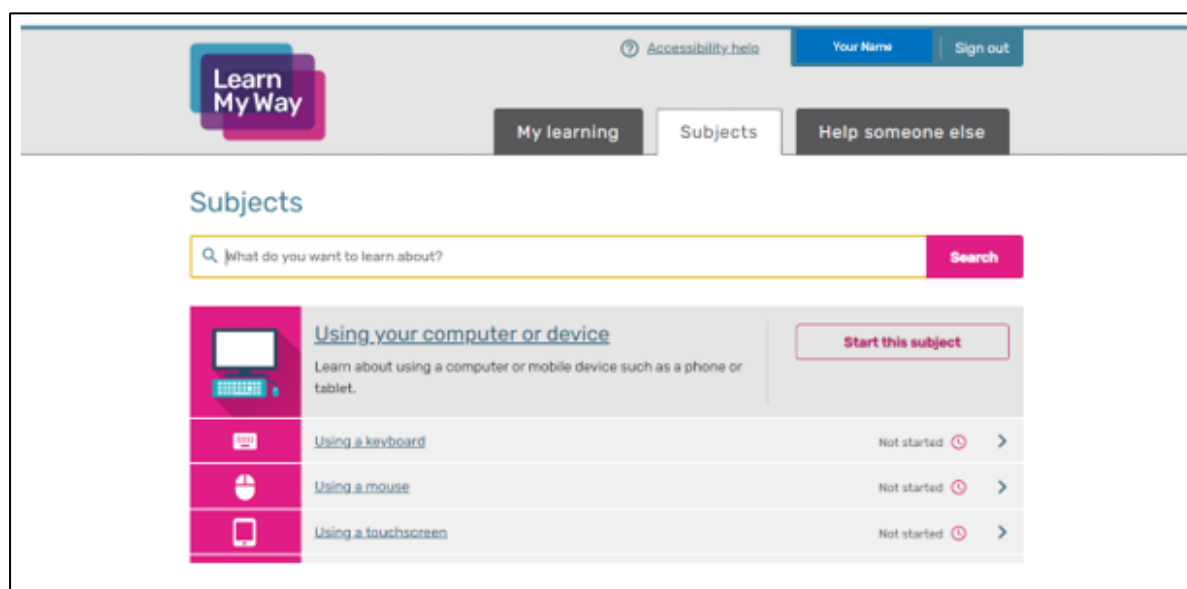 Accessibility help
Your Name
Sign out
Learn
My Way
My learning
Subjects
Help someone else
Subjects
What do you want to learn about?
Search
Using your computer or device
Start this subject
Learn about using a computer or mobile device such as a phone or
tablet.
Using a keyboard
Not started
Using a mouse
Not started
Using a touchscreen
Not started